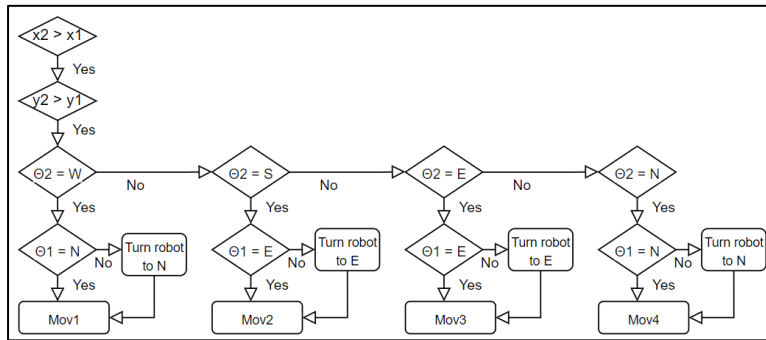 x2 > x1
Yes
y2 > y1
Yes
Θ2 = W
No
Θ2 = S
No
Θ2 = E
No
Θ2 = N
Yes
Yes
Yes
Yes
Θ1 = N
No
Turn robot
to N
Θ1 = E
No
Turn robot
to E
Θ1 = E
No
Turn robot
to E
Θ1 = N
No
Turn robot
to N
Yes
Yes
Yes
Yes
Mov1
Mov2
Mov3
Mov4